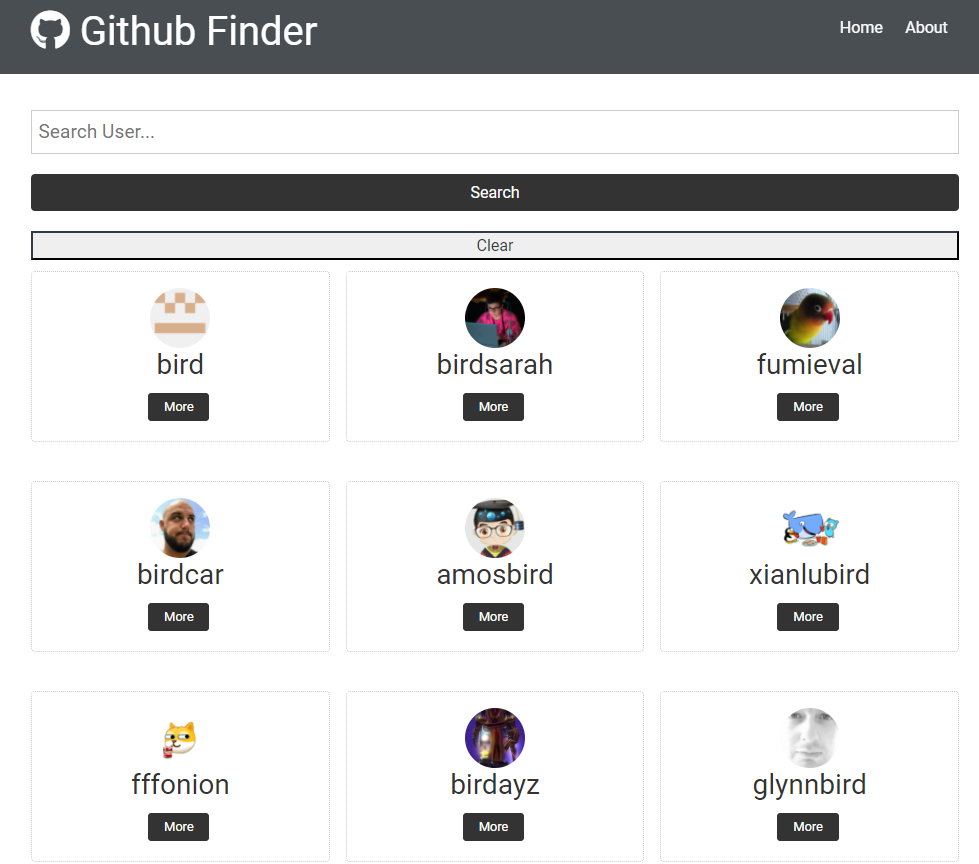 Github Finder
Home About
Search User...
Search
Clear
bird
More
birdsarah
More
fumieval
More
birdcar
More
amosbird
More
xianlubird
More
fffonion
More
birdayz
More
glynnbird
More